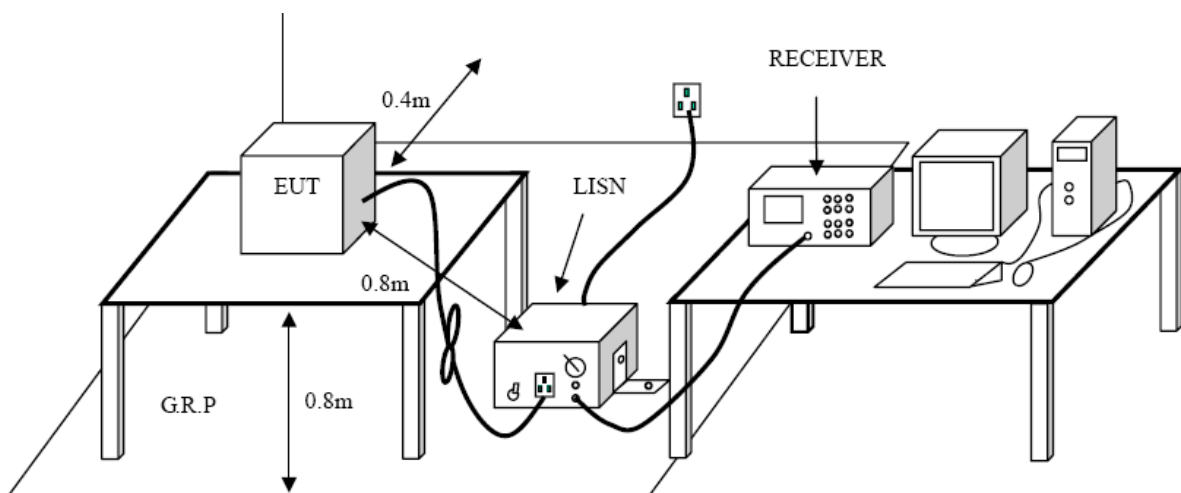 RECEIVER
0.4m
EUT
LISN
0.8m
G.R.P
0.8m